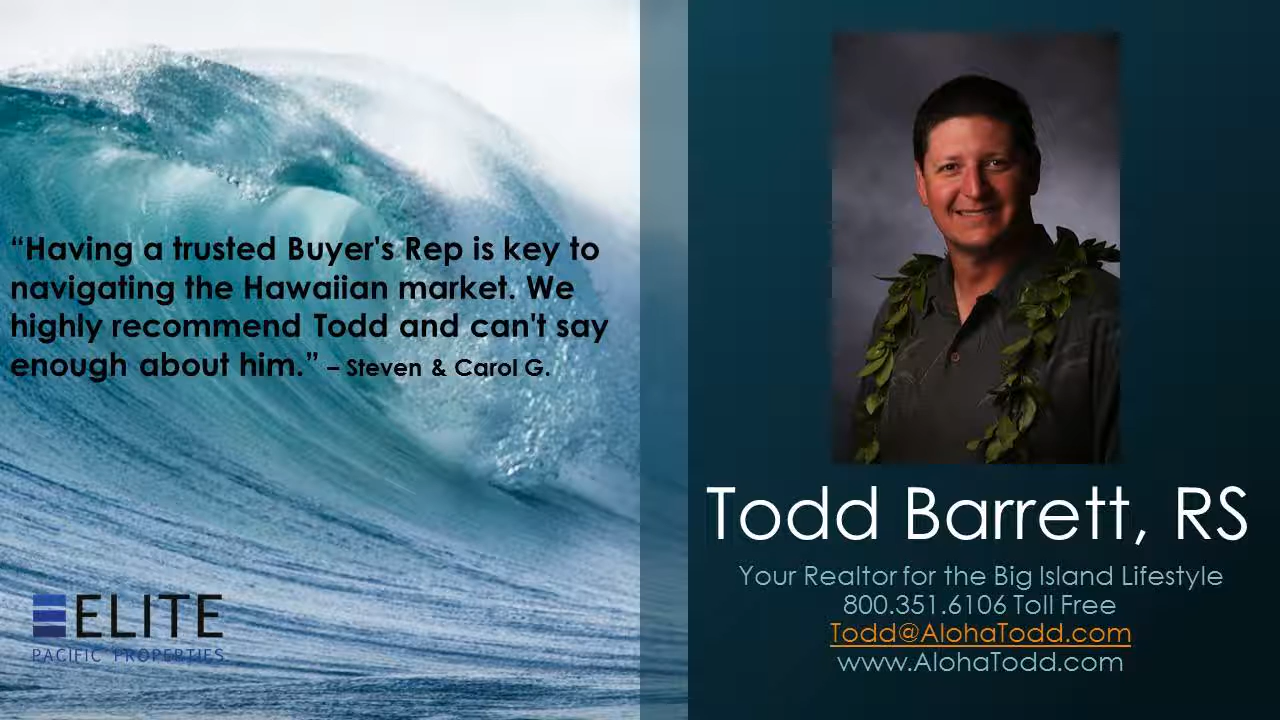 “Having a trusted Buyer's Rep is key to
navigating the Hawaiian market. We
highly recommend Todd and can't say
enough about him.” – Steven & Carol G.
ELITE
PACIFIC PROPERTIES
Todd Barrett, RS
Your Realtor for the Big Island Lifestyle
800.351.6106 Toll Free
Todd@AlohaTodd.com
www.AlohaTodd.com